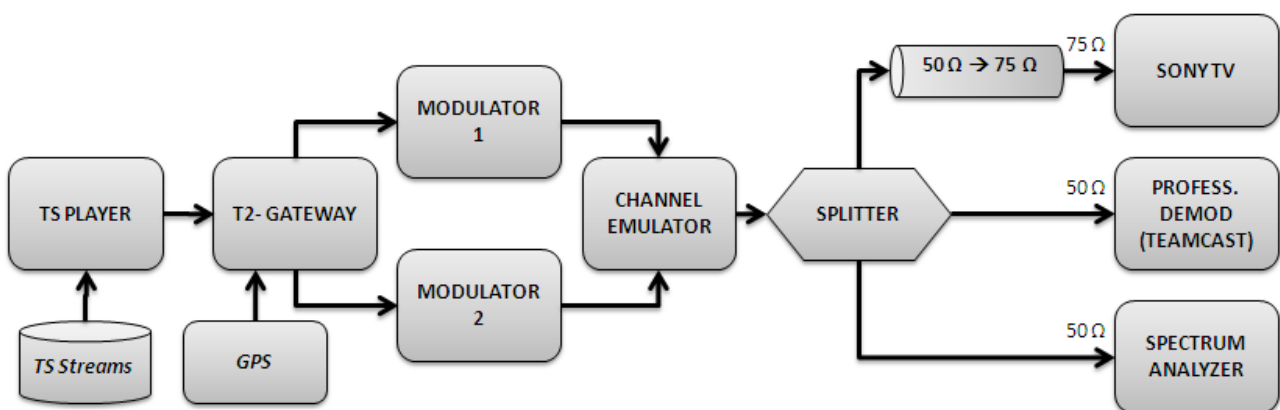 TS PLAYER
TS Streams
T2- GATEWAY
GPS
MODULATOR
1
MODULATOR
2
CHANNEL
EMULATOR
SPLITTER
50 Ω → 75 Ω
75 Ω
SONY TV
50 Ω
PROFESS.
DEMOD
(TEAMCAST)
50 Ω
SPECTRUM
ANALYZER